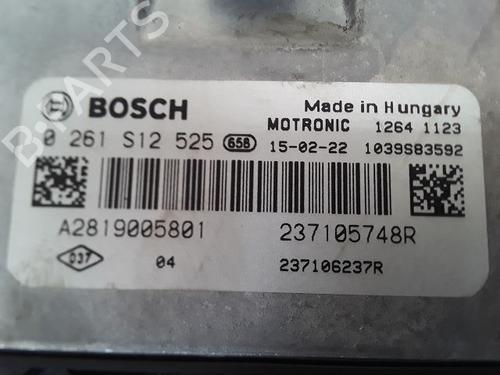 B-PARTS
BOSCH
Made in Hungary
MOTRONIC 1264 1123
0 261 S12 525 658 15-02-22 1039S83592
A2819005801 237105748R
D37 04 237106237R